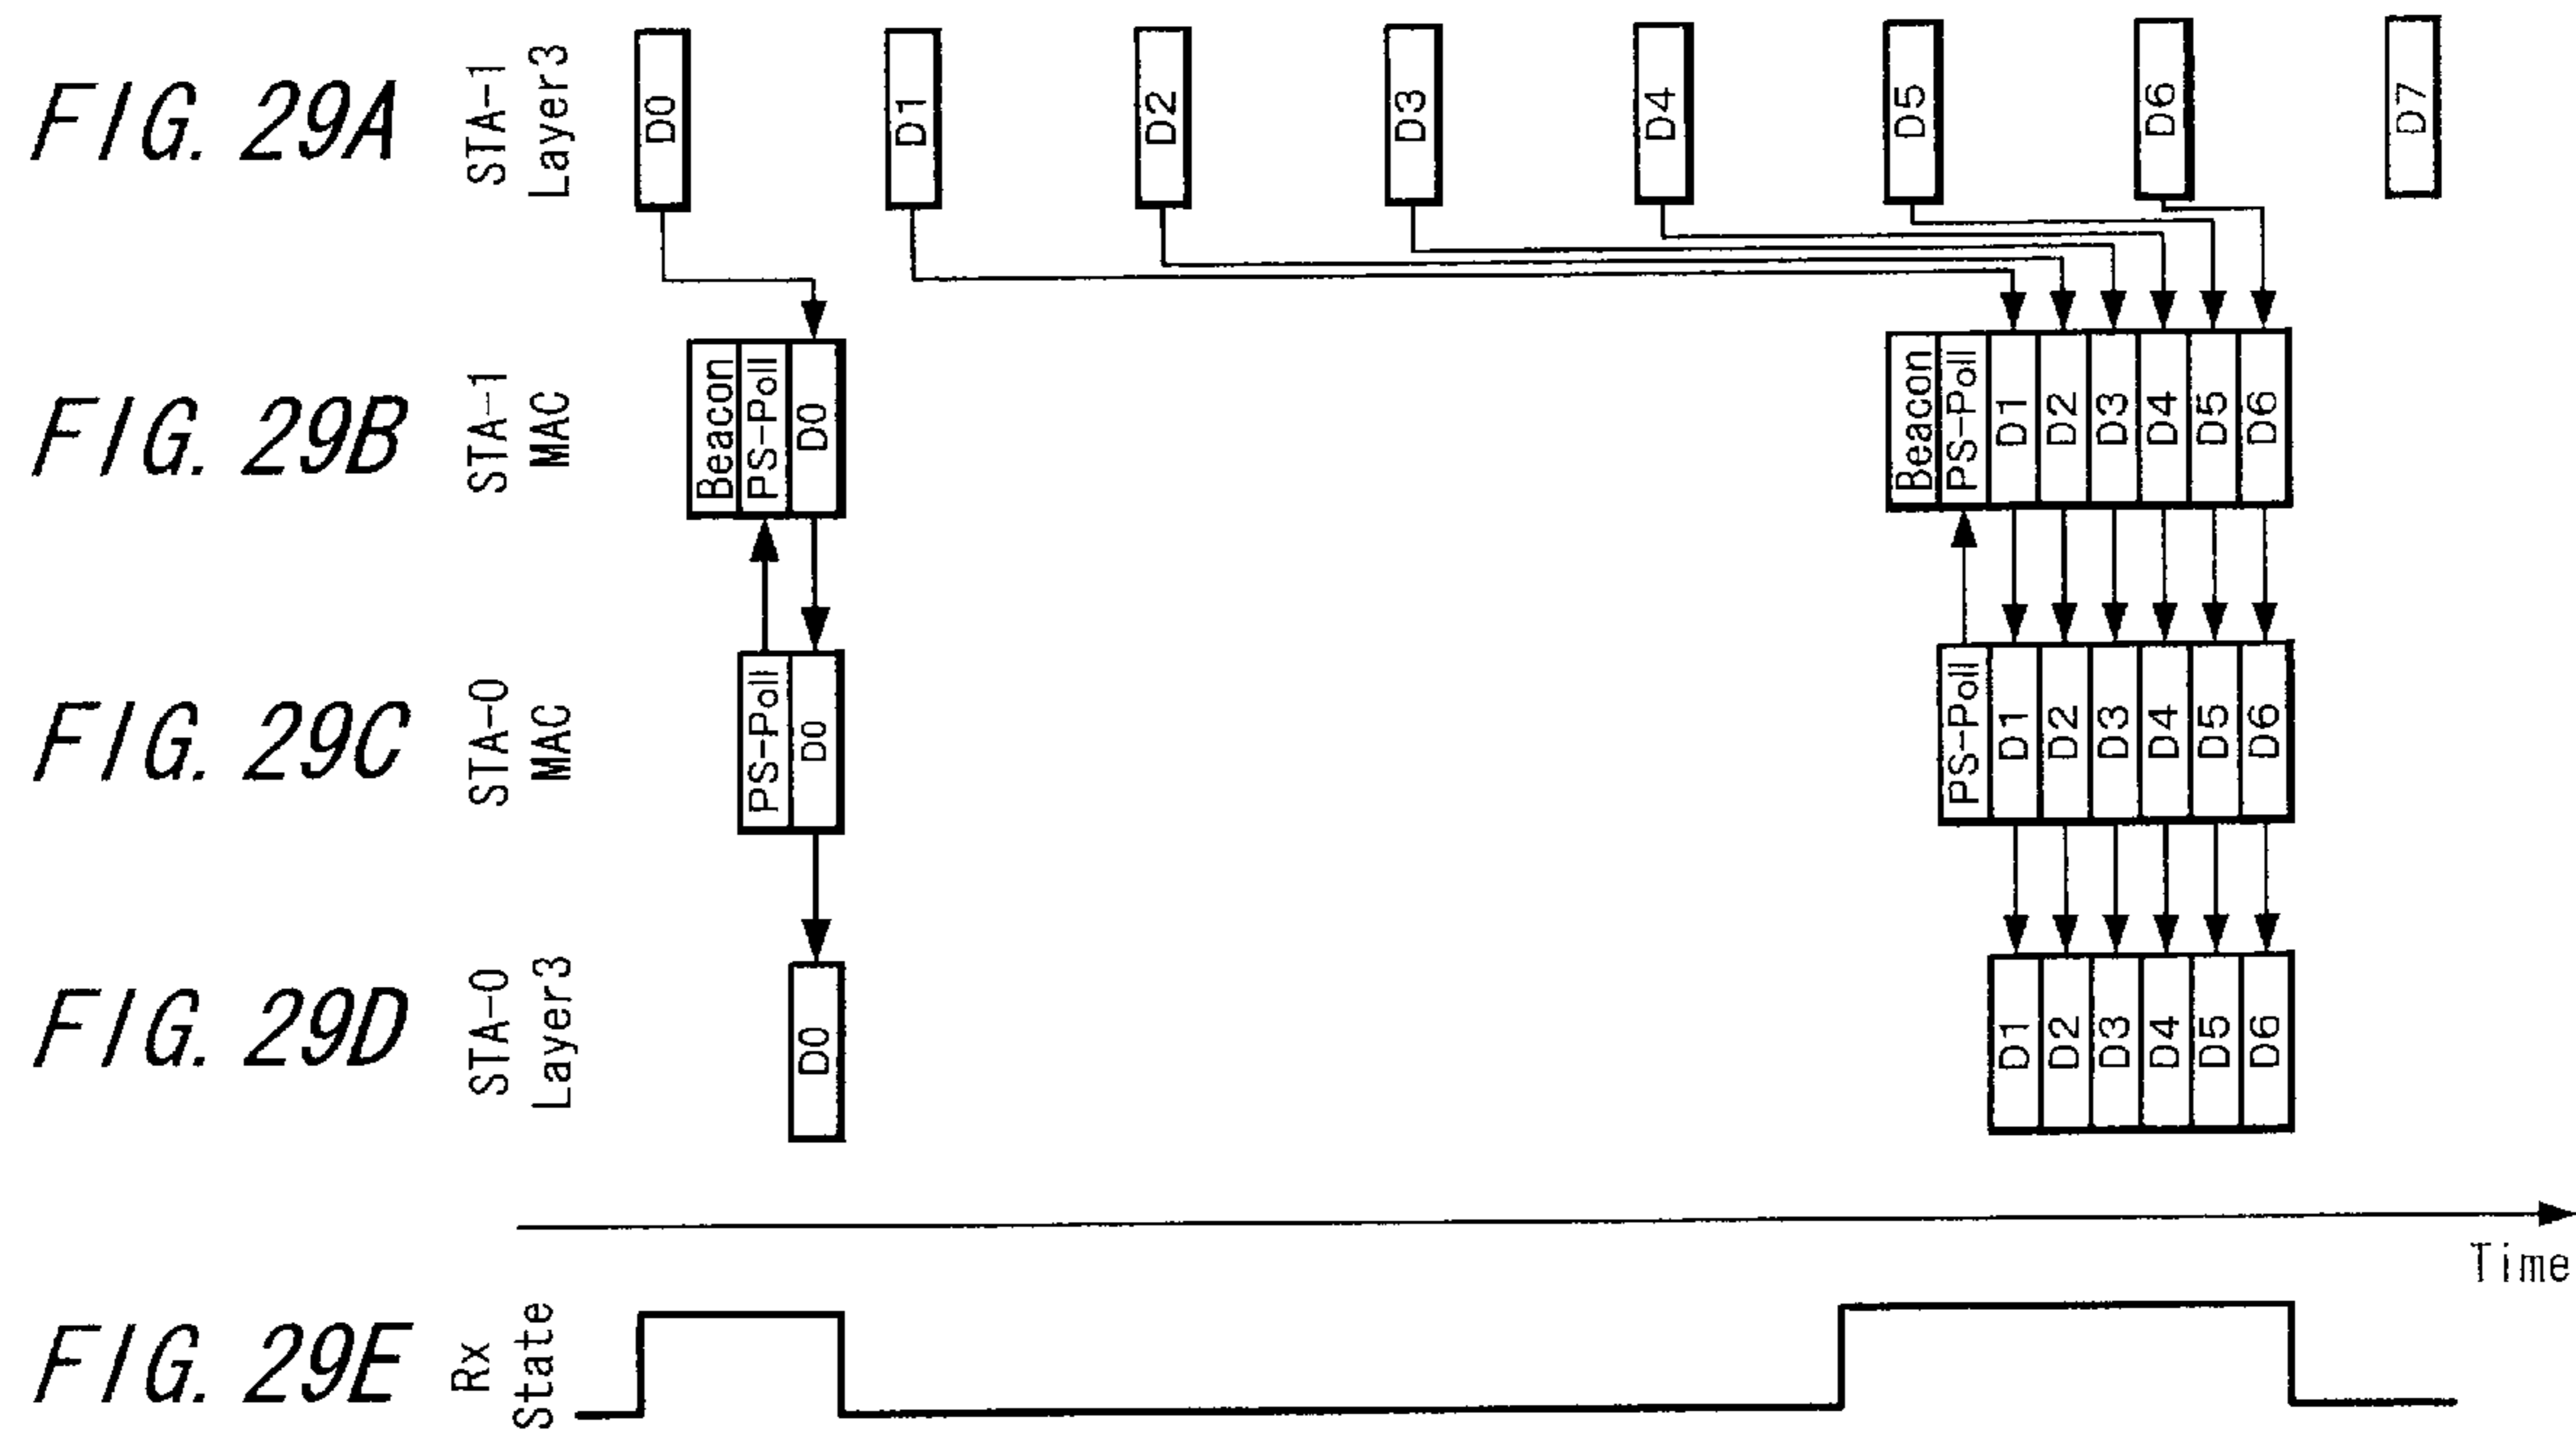 FIG. 29A
STA-1
Layer3
D0
D1
D2
D3
D4
D5
D6
D7
FIG. 29B
STA-1
MAC
Beacon
PS-Poll
D0
Beacon
PS-Poll
D1
D2
D3
D4
D5
D6
FIG. 29C
STA-0
MAC
PS-Poll
D0
PS-Poll
D1
D2
D3
D4
D5
D6
FIG. 29D
STA-0
Layer3
D0
D1
D2
D3
D4
D5
D6
Time
FIG. 29E
Rx
State